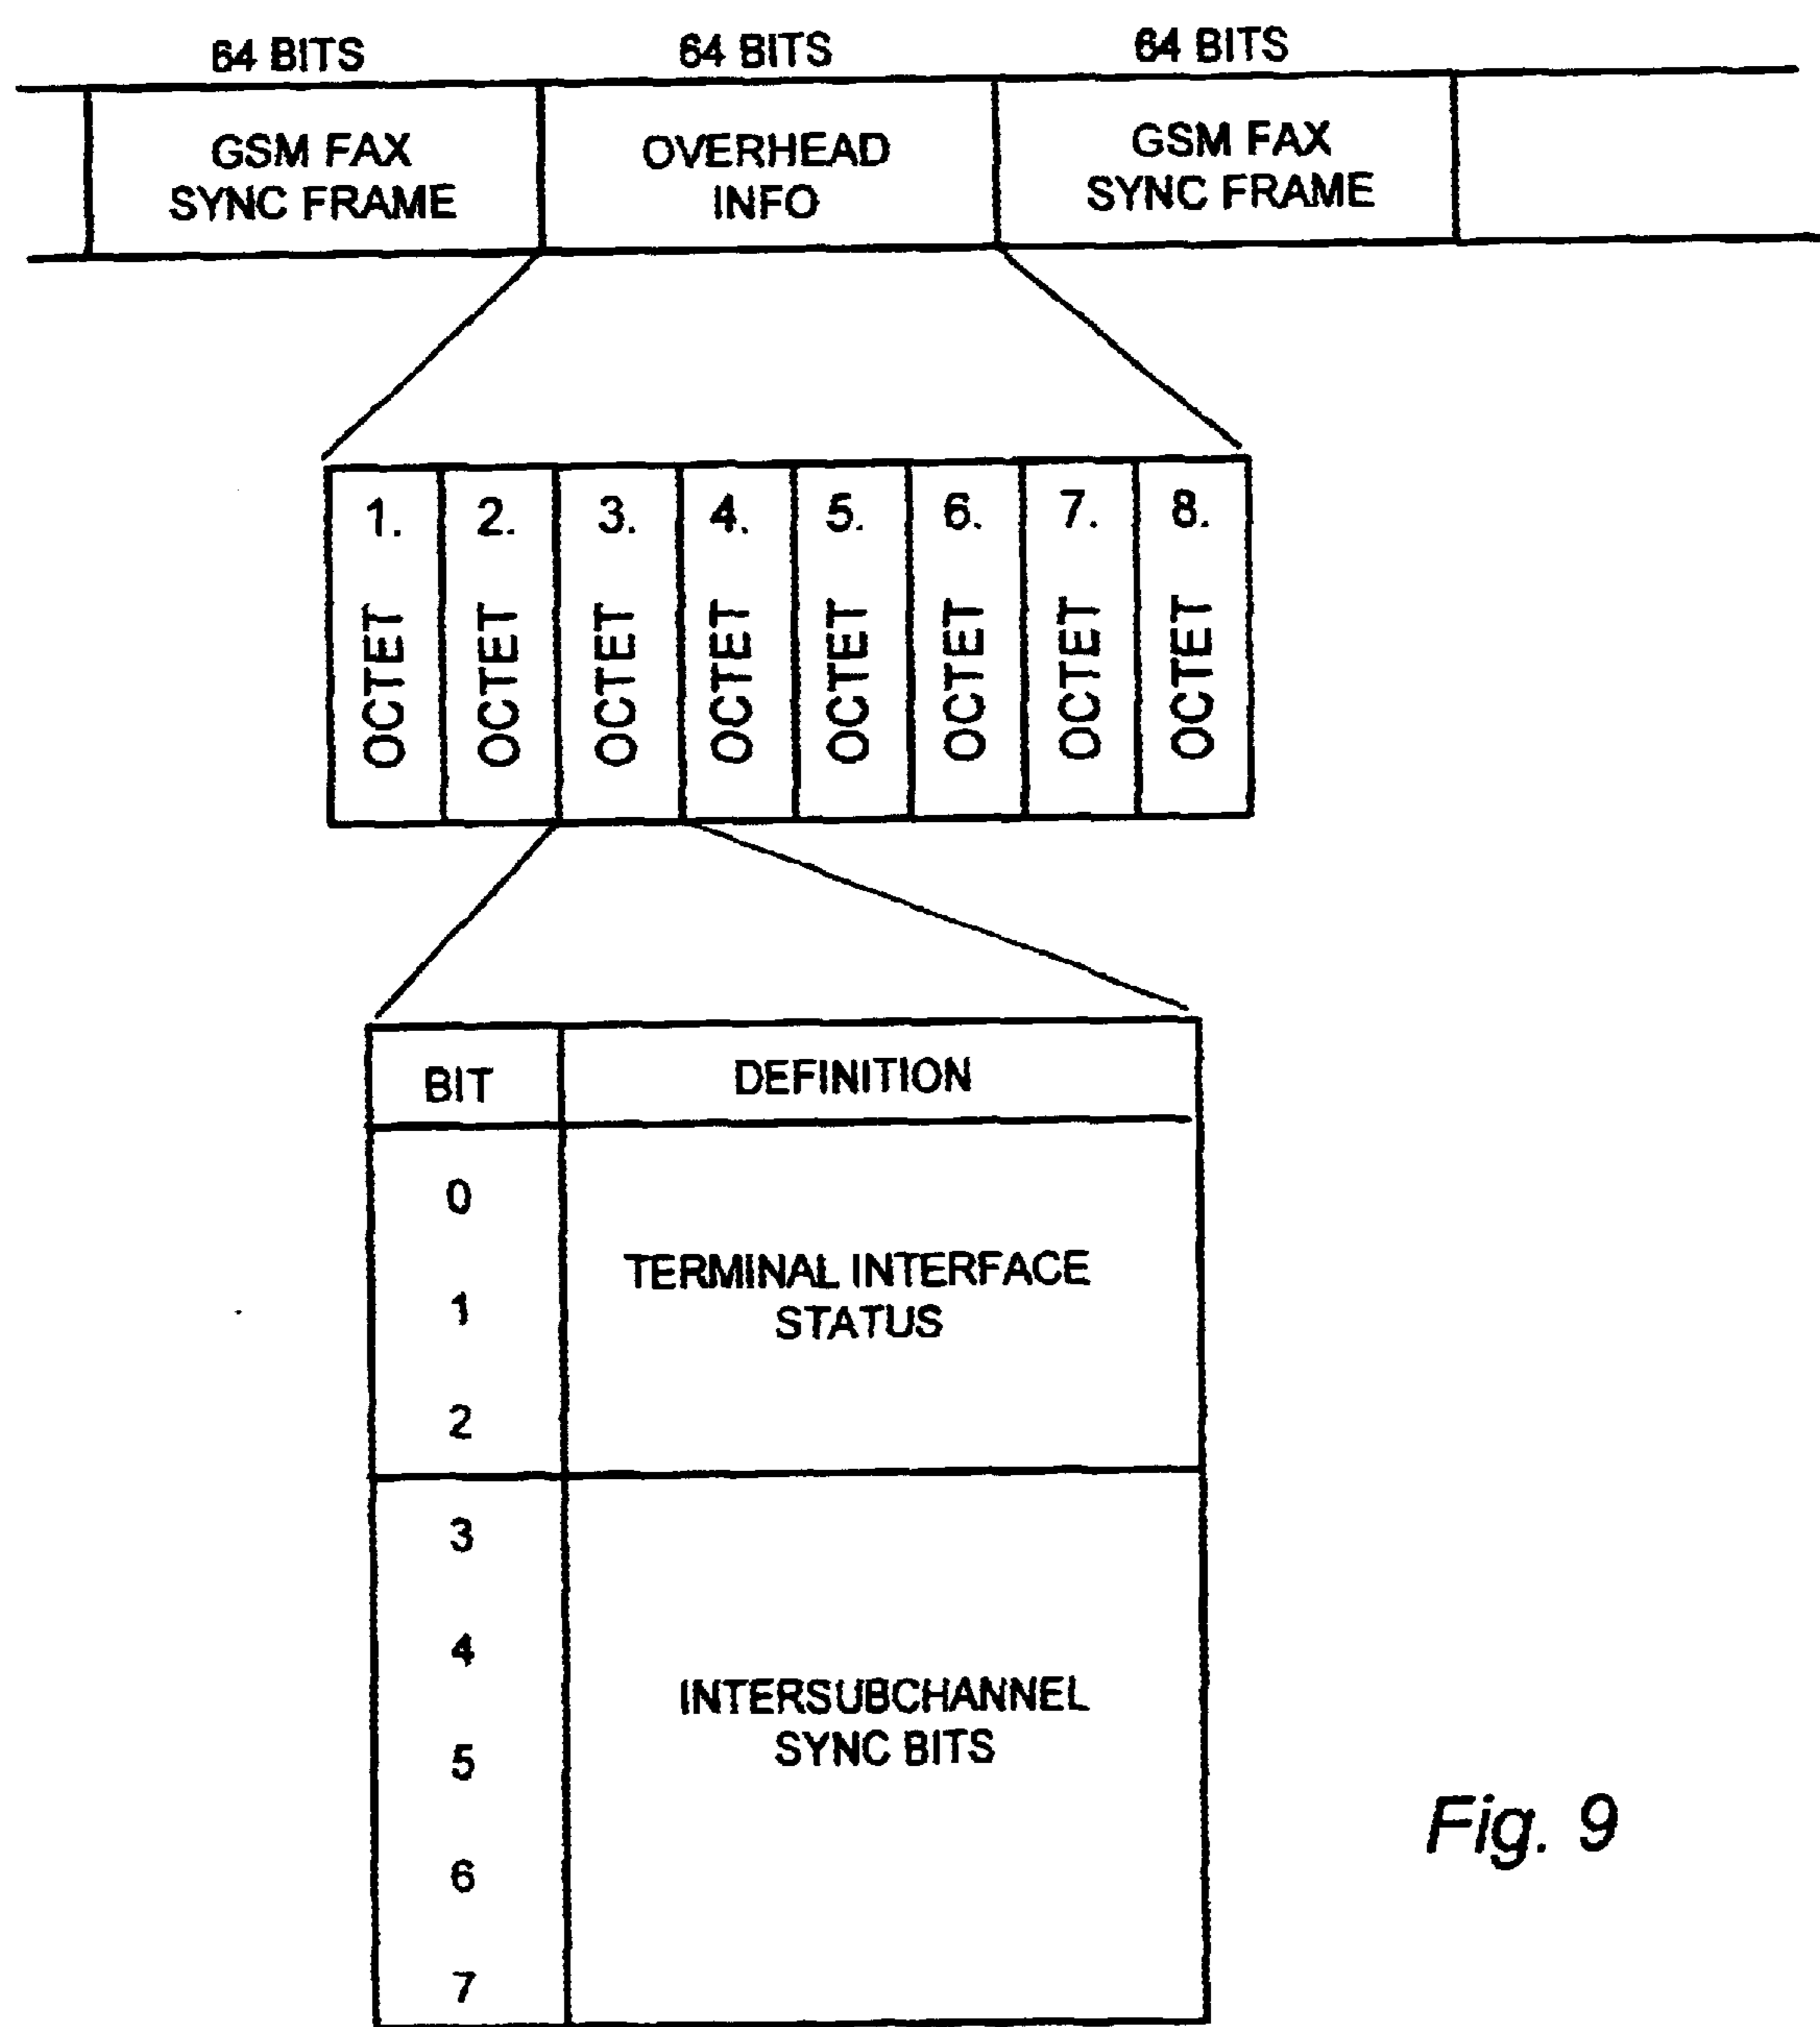 64 BITS 64 BITS 64 BITS
GSM FAX
SYNC FRAME
OVERHEAD
INFO
GSM FAX
SYNC FRAME
1. 2. 3. 4. 5. 6. 7. 8.
OCTET OCTET OCTET OCTET OCTET OCTET OCTET OCTET
BIT DEFINITION
0
1
2
TERMINAL INTERFACE
STATUS
3
4
5
6
7
INTERSUBCHANNEL
SYNC BITS
Fig. 9